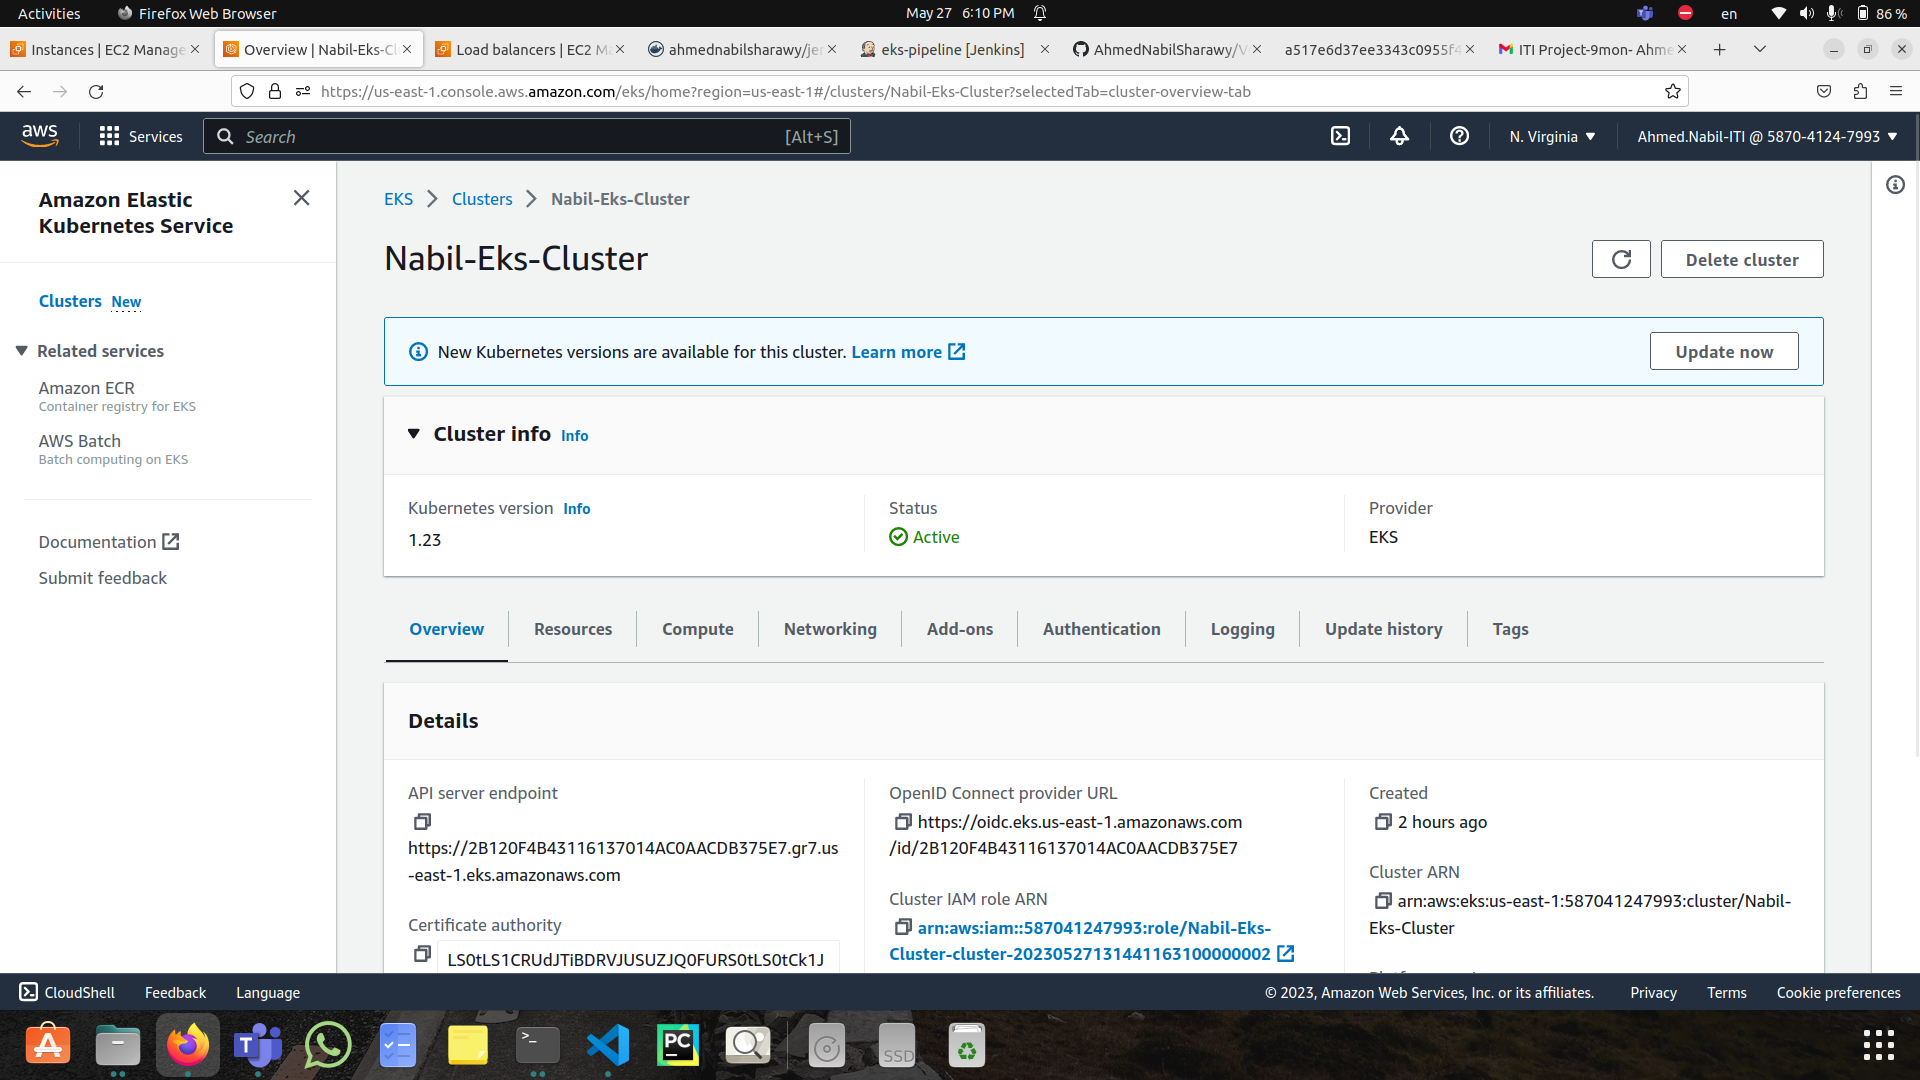 Activities
Firefox Web Browser
May 27 6:10 PM
en
86 %
Instances | EC2 Manage
Overview | Nabil-Eks-Cl
Load balancers | EC2 Ma
ahmednabilsharawy/jen
eks-pipeline [Jenkins]
AhmedNabilSharawy/V
a517e6d37ee3343c0955f4
ITI Project-9mon- Ahme
https://us-east-1.console.aws.amazon.com/eks/home?region=us-east-1#/clusters/Nabil-Eks-Cluster?selectedTab=cluster-overview-tab
aws
Services
Search
[Alt+S]
N. Virginia
Ahmed.Nabil-ITI @ 5870-4124-7993
Amazon Elastic
Kubernetes Service
Clusters New
Related services
Amazon ECR
Container registry for EKS
AWS Batch
Batch computing on EKS
Documentation
Submit feedback
EKS
Clusters
Nabil-Eks-Cluster
Nabil-Eks-Cluster
Delete cluster
New Kubernetes versions are available for this cluster. Learn more
Update now
Cluster info Info
Kubernetes version Info
1.23
Status
Active
Provider
EKS
Overview
Resources
Compute
Networking
Add-ons
Authentication
Logging
Update history
Tags
Details
API server endpoint
https://2B120F4B43116137014AC0AACDB375E7.gr7.us
-east-1.eks.amazonaws.com
Certificate authority
LS0tLS1CRUdJTiBDRVJUSUZJQ0FURS0tLS0tCk1J
OpenID Connect provider URL
https://oidc.eks.us-east-1.amazonaws.com
/id/2B120F4B43116137014AC0AACDB375E7
Cluster IAM role ARN
arn:aws:iam::587041247993:role/Nabil-Eks-
Cluster-cluster-20230527131441163100000002
Created
2 hours ago
Cluster ARN
arn:aws:eks:us-east-1:587041247993:cluster/Nabil-
Eks-Cluster
CloudShell
Feedback
Language
© 2023, Amazon Web Services, Inc. or its affiliates.
Privacy
Terms
Cookie preferences
PC
SSD